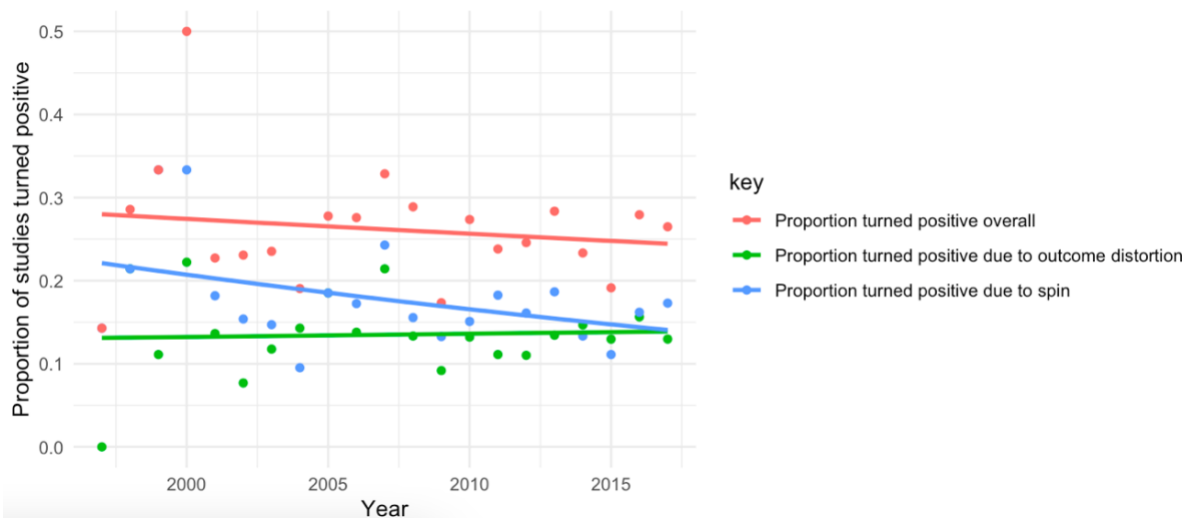 Proportion of studies turned positive
0.5
0.4
0.3
0.2
0.1
0.0
2000 2005 2010 2015
Year
key
Proportion turned positive overall
Proportion turned positive due to outcome distortion
Proportion turned positive due to spin